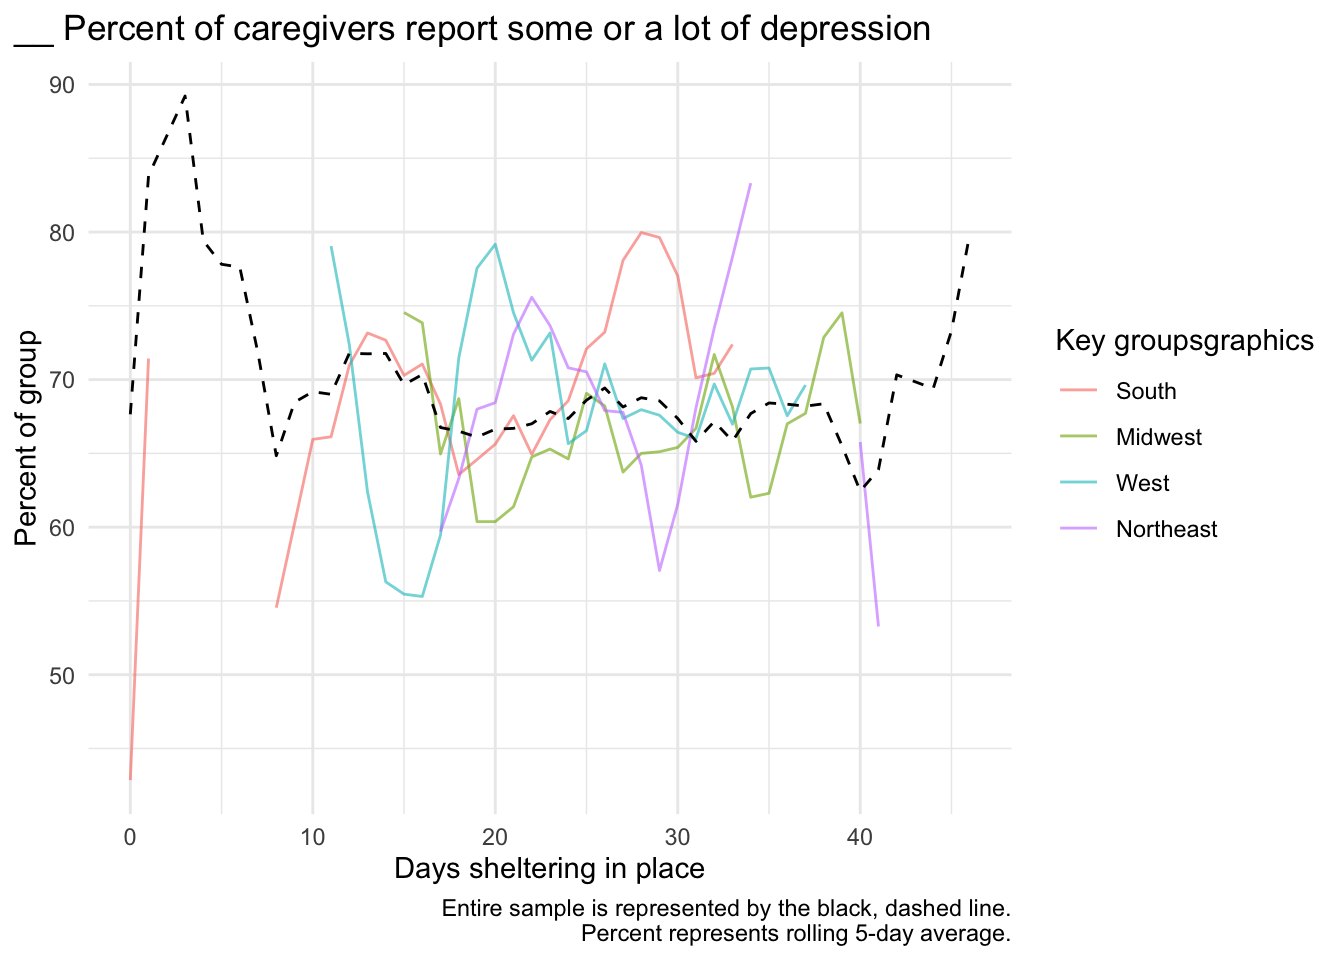 __ Percent of caregivers report some or a lot of depression
90
80
70
60
50
Percent of group
0 10 20 30 40
Days sheltering in place
Key groupsgraphics
South
Midwest
West
Northeast
Entire sample is represented by the black, dashed line.
Percent represents rolling 5-day average.